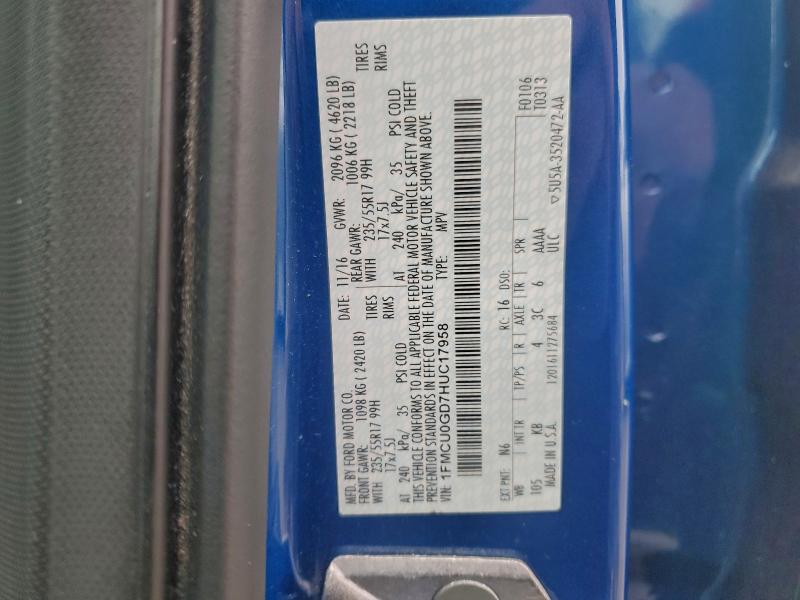 MFD. BY FORD MOTOR CO.
DATE: 11/16 GVWR: 2096 KG ( 4620 LB)
FRONT GAWR: 1098 KG ( 2420 LB) REAR GAWR: 1006 KG ( 2218 LB)
WITH 235/55R17 99H TIRES WITH 235/55R17 99H TIRES
17x7.5J RIMS 17x7.5J RIMS
AT 240 kPa/ 35 PSI COLD AT 240 kPa/ 35 PSI COLD
THIS VEHICLE CONFORMS TO ALL APPLICABLE FEDERAL MOTOR VEHICLE SAFETY AND THEFT
PREVENTION STANDARDS IN EFFECT ON THE DATE OF MANUFACTURE SHOWN ABOVE.
VIN: 1FMCU0GD7HUC17958 TYPE: MPV
EXT PNT: N6 RC: 16 DSO: F0106
T0313
WB INT TR TP/PS R AXLE TR SPR
105 KB 4 3C 6 AAAA
▽ 5U5A-3520472-AA
MADE IN U.S.A. 1201611275684 ULC